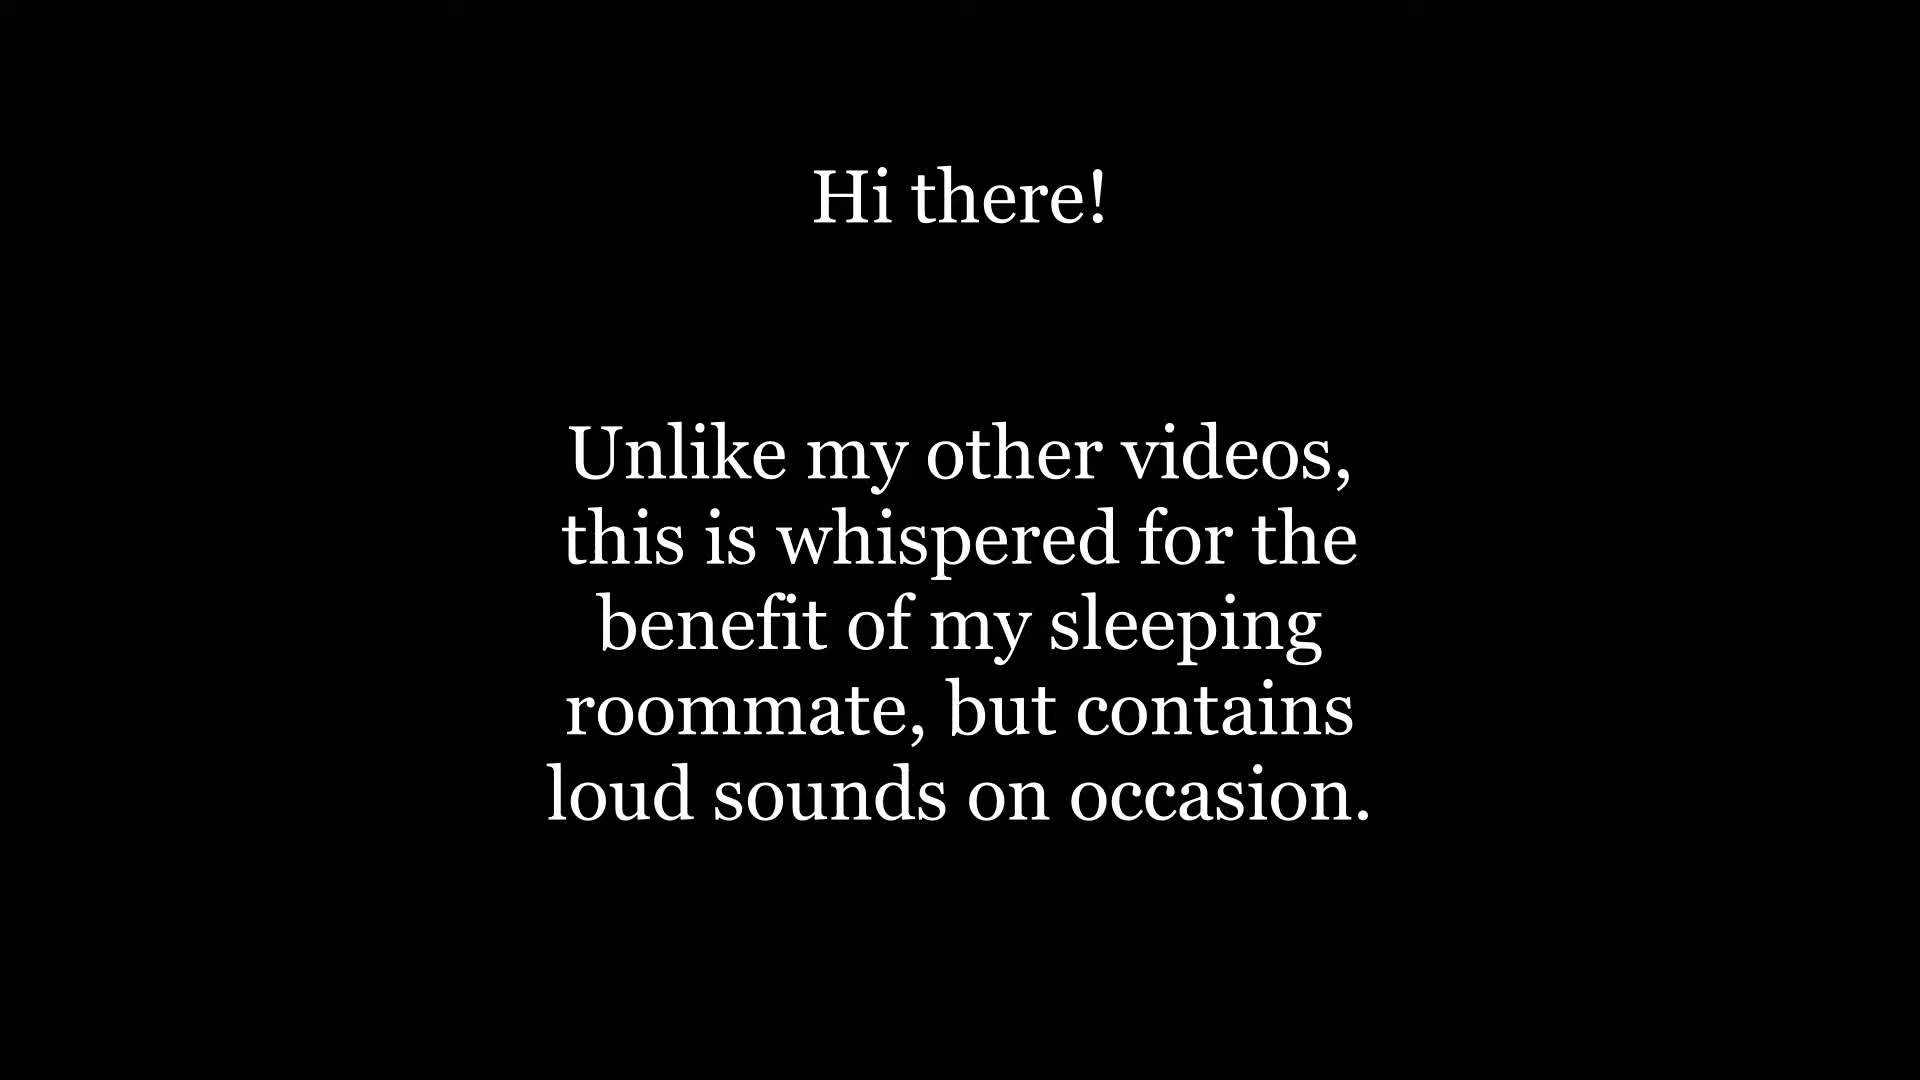 Hi there!
Unlike my other videos,
this is whispered for the
benefit of my sleeping
roommate, but contains
loud sounds on occasion.